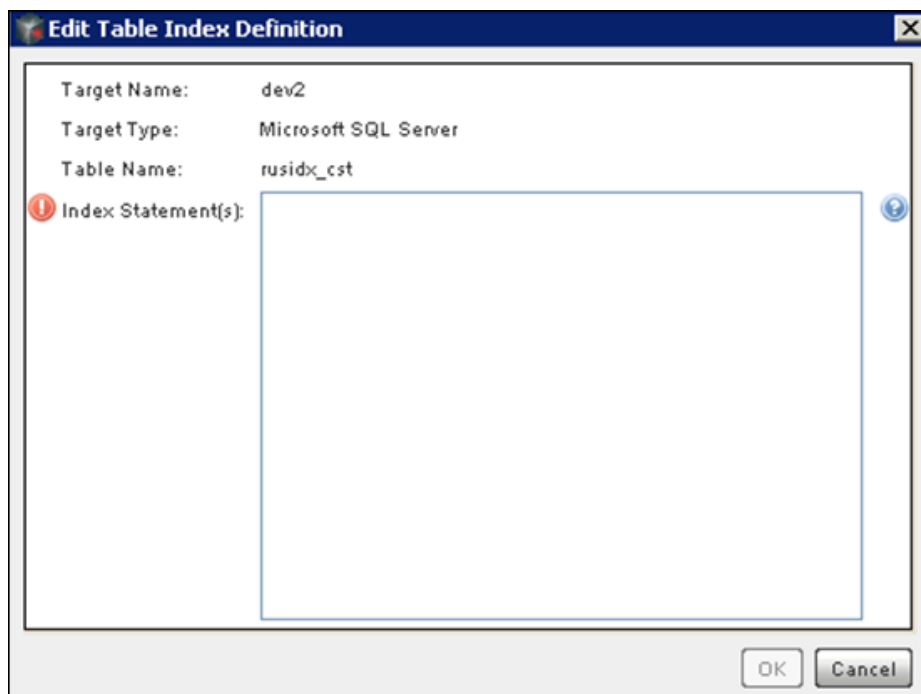 Edit Table Index Definition
Target Name: dev2
Target Type: Microsoft SQL Server
Table Name: rusidx_cst
Index Statement(s):
OK Cancel